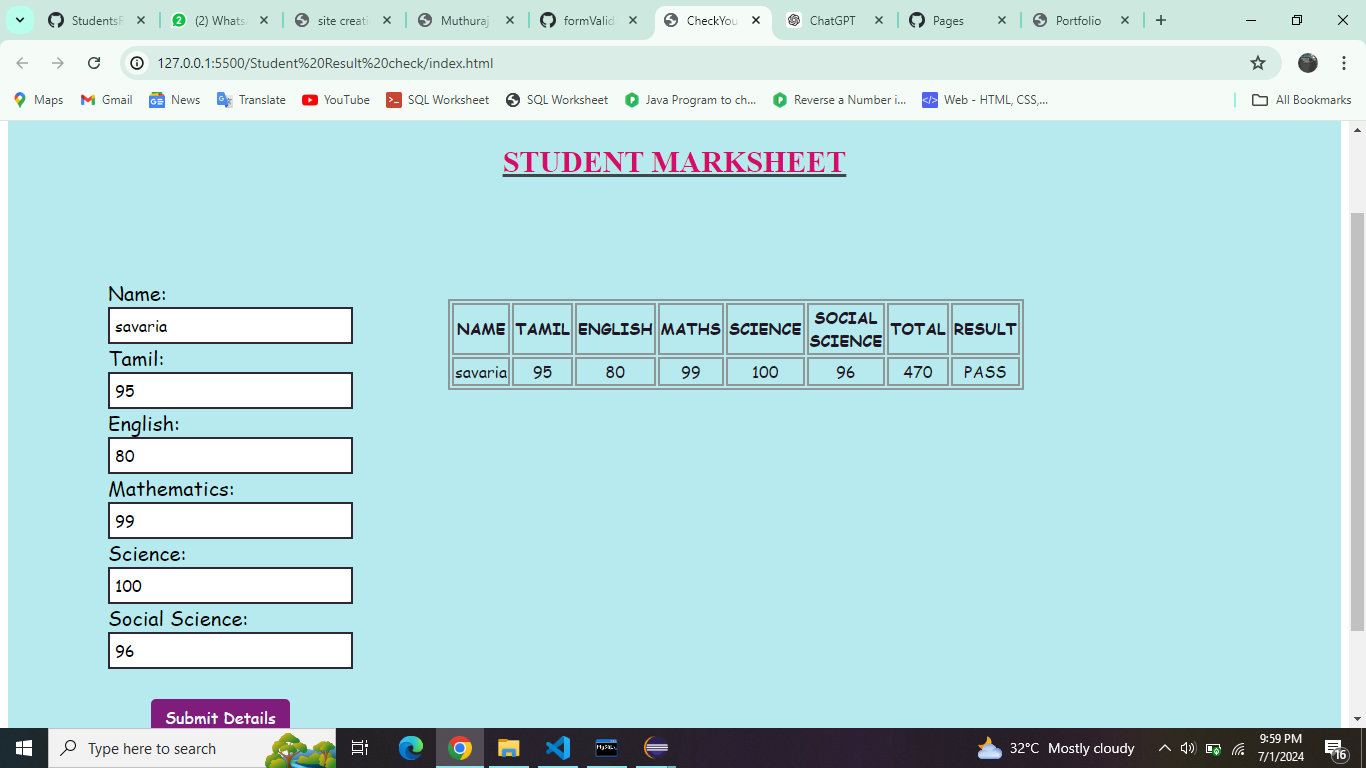 StudentsR
(2) Whats
site creati
Muthuraj
formValid
CheckYou
ChatGPT
Pages
Portfolio
127.0.0.1:5500/Student%20Result%20check/index.html
Maps
Gmail
News
Translate
YouTube
SQL Worksheet
SQL Worksheet
Java Program to ch...
Reverse a Number i...
Web - HTML, CSS,...
All Bookmarks
STUDENT MARKSHEET
Name:
savaria
Tamil:
95
English:
80
Mathematics:
99
Science:
100
Social Science:
96
Submit Details
NAME TAMIL ENGLISH MATHS SCIENCE SOCIAL SCIENCE TOTAL RESULT
savaria 95 80 99 100 96 470 PASS
Type here to search
32°C Mostly cloudy
9:59 PM
7/1/2024
16